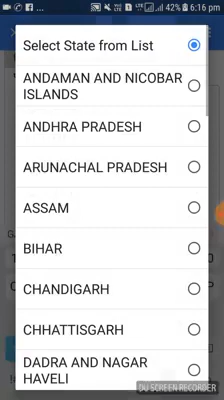 42% 6:16 pm
Select State from List
ANDAMAN AND NICOBAR
ISLANDS
ANDHRA PRADESH
ARUNACHAL PRADESH
ASSAM
BIHAR
CHANDIGARH
CHHATTISGARH
DADRA AND NAGAR
HAVELI
DU SCREEN RECORDER